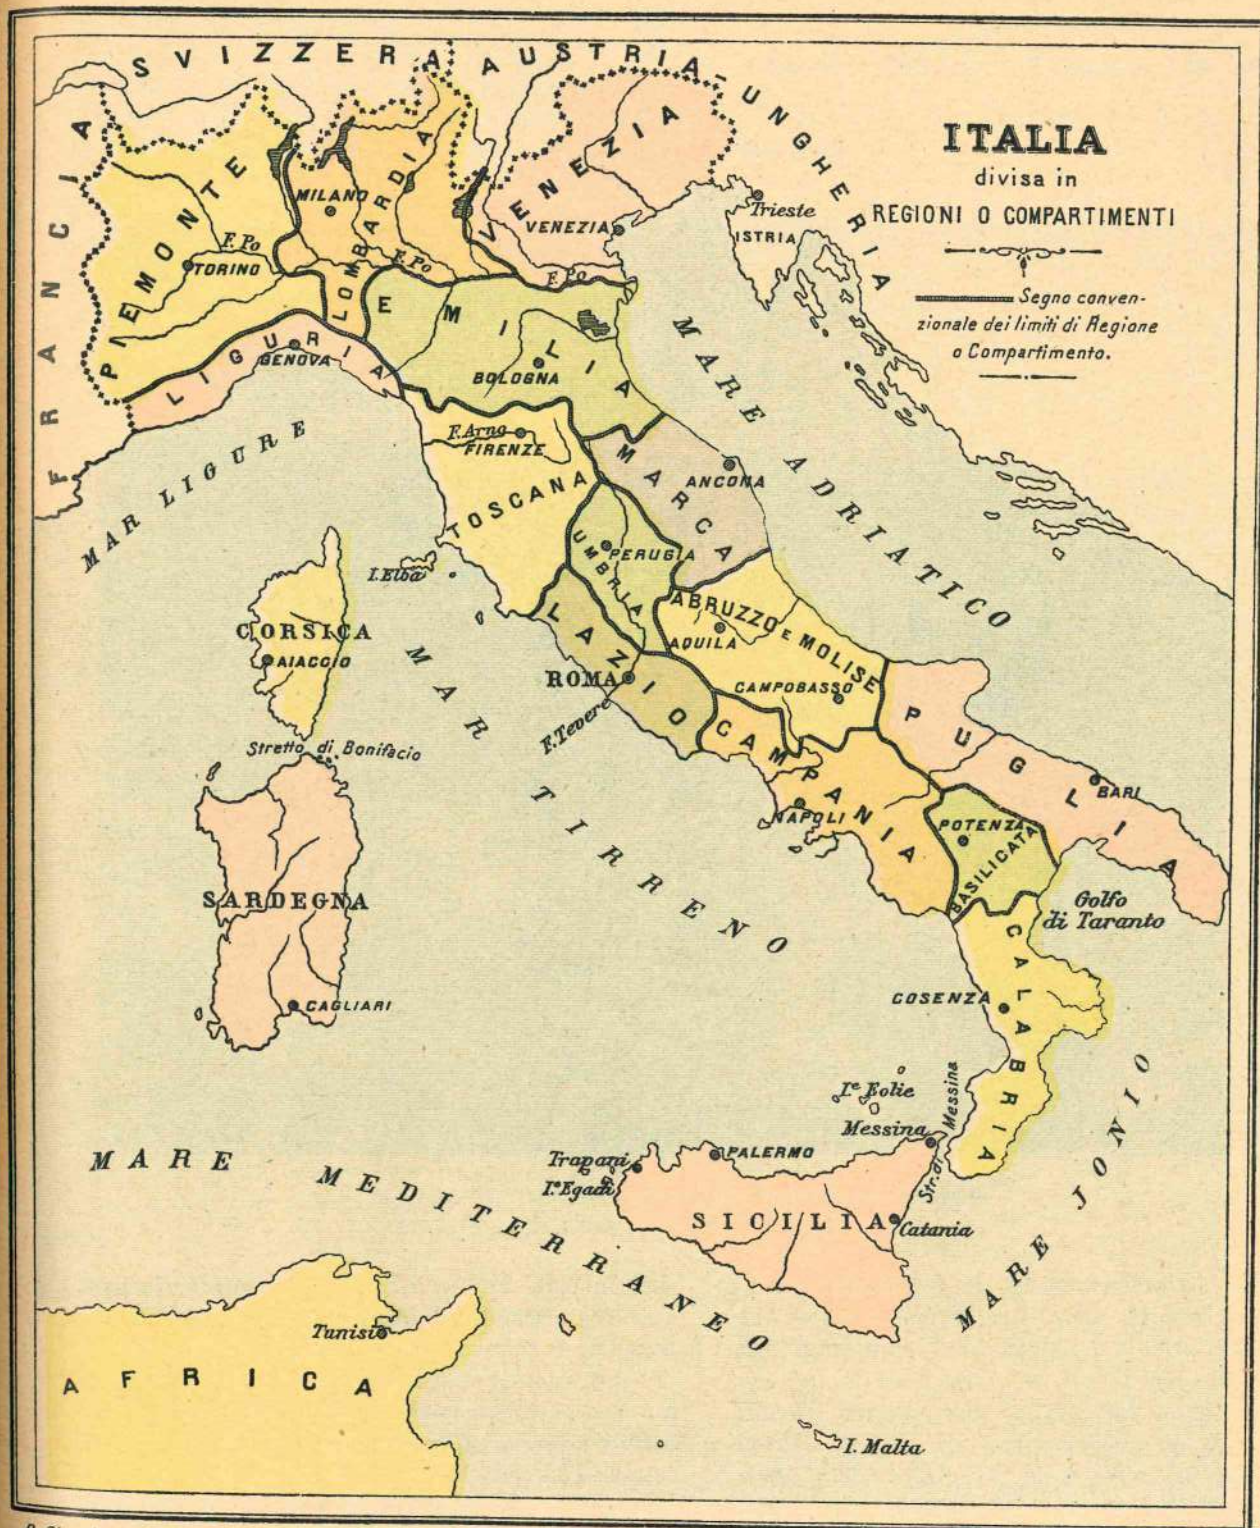 ITALIA
divisa in
REGIONI O COMPARTIMENTI
Segno conven-
zionale dei limiti di Regione
o Compartimento.
SVIZZERA
AUSTRIA-UNGHERIA
FRANCIA
PIEMONTE
LOMBARDIA
VENEZIA
MILANO
VENEZIA
Trieste
ISTRIA
F. Po
TORINO
F. Po
F. Po
EMILIA
LIGURIA
GENOVA
BOLOGNA
MARE ADRIATICO
MAR LIGURE
F. Arno
FIRENZE
TOSCANA
MARCA
ANCONA
UMBRIA
PERUGIA
I. Elba
LAZIO
ABRUZZO E MOLISE
AQUILA
CORSICA
AIACCIO
ROMA
CAMPOBASSO
F. Tevere
MAR TIRRENO
Stretto di Bonifacio
CAMPANIA
PUGLIA
BARI
NAPOLI
POTENZA
BASILICATA
SARDEGNA
Golfo
di Taranto
CAGLIARI
CALABRIA
COSENZA
I.e Eolie
Messina
Str. di Messina
MARE JONIO
MARE MEDITERRANEO
Trapani
I.e Egadi
PALERMO
SICILIA
Catania
Tunisi
AFRICA
I. Malta